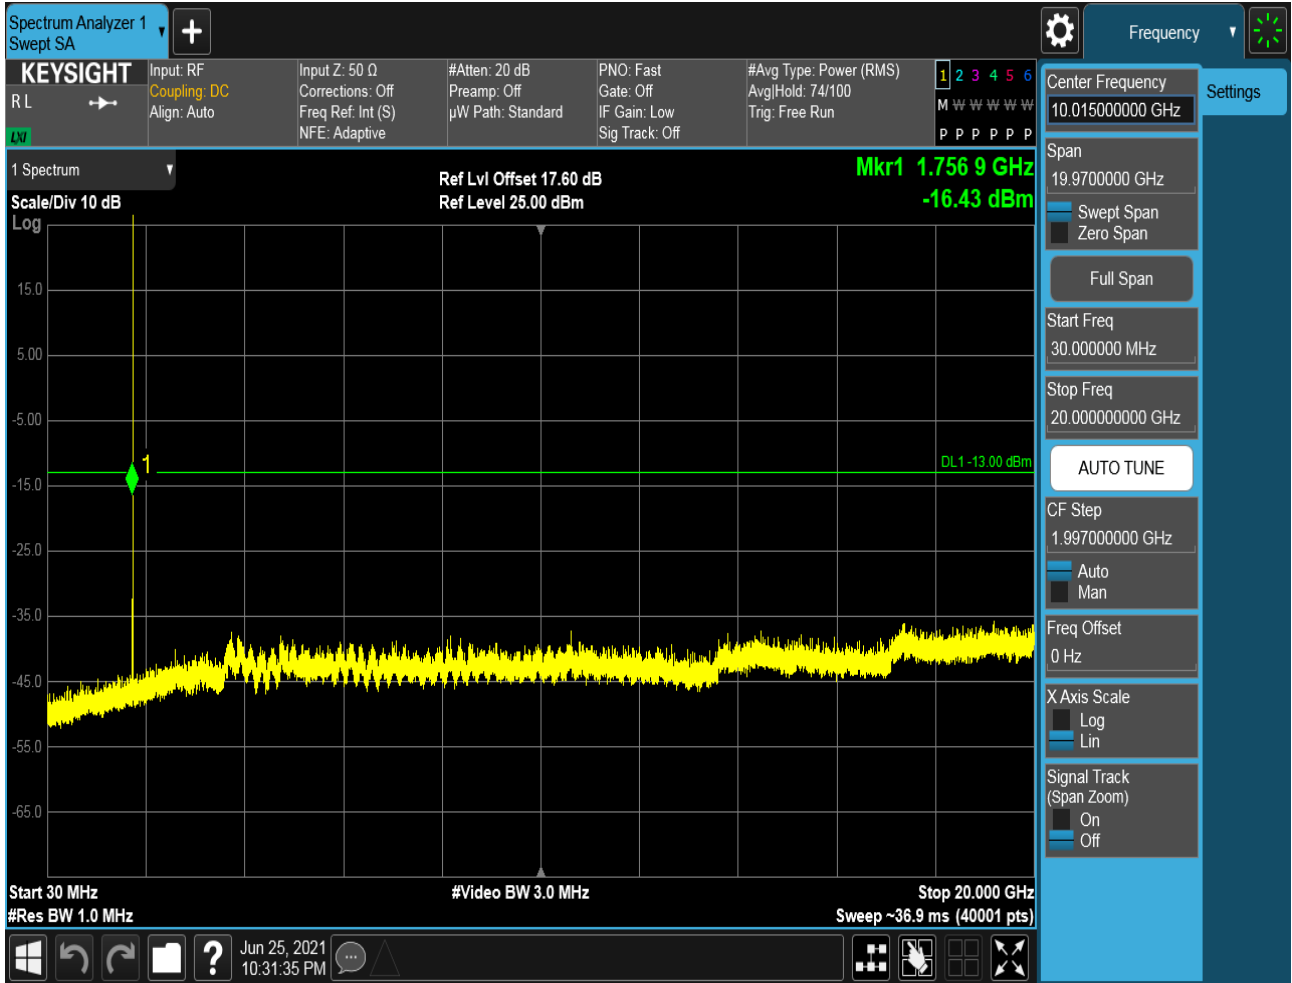 Spectrum Analyzer 1
Swept SA
Frequency
KEYSIGHT
R L
LXI
Input: RF
Coupling: DC
Align: Auto
Input Z: 50 Ω
Corrections: Off
Freq Ref: Int (S)
NFE: Adaptive
#Atten: 20 dB
Preamp: Off
µW Path: Standard
PNO: Fast
Gate: Off
IF Gain: Low
Sig Track: Off
#Avg Type: Power (RMS)
Avg|Hold: 74/100
Trig: Free Run
1 2 3 4 5 6
M W W W W W
P P P P P P
1 Spectrum
Scale/Div 10 dB
Log
Ref Lvl Offset 17.60 dB
Ref Level 25.00 dBm
Mkr1 1.756 9 GHz
-16.43 dBm
15.0
5.00
-5.00
-15.0
-25.0
-35.0
-45.0
-55.0
-65.0
1
DL1 -13.00 dBm
Start 30 MHz
#Res BW 1.0 MHz
#Video BW 3.0 MHz
Stop 20.000 GHz
Sweep ~36.9 ms (40001 pts)
Center Frequency
10.015000000 GHz
Settings
Span
19.9700000 GHz
Swept Span
Zero Span
Full Span
Start Freq
30.000000 MHz
Stop Freq
20.000000000 GHz
AUTO TUNE
CF Step
1.997000000 GHz
Auto
Man
Freq Offset
0 Hz
X Axis Scale
Log
Lin
Signal Track
(Span Zoom)
On
Off
?
Jun 25, 2021
10:31:35 PM